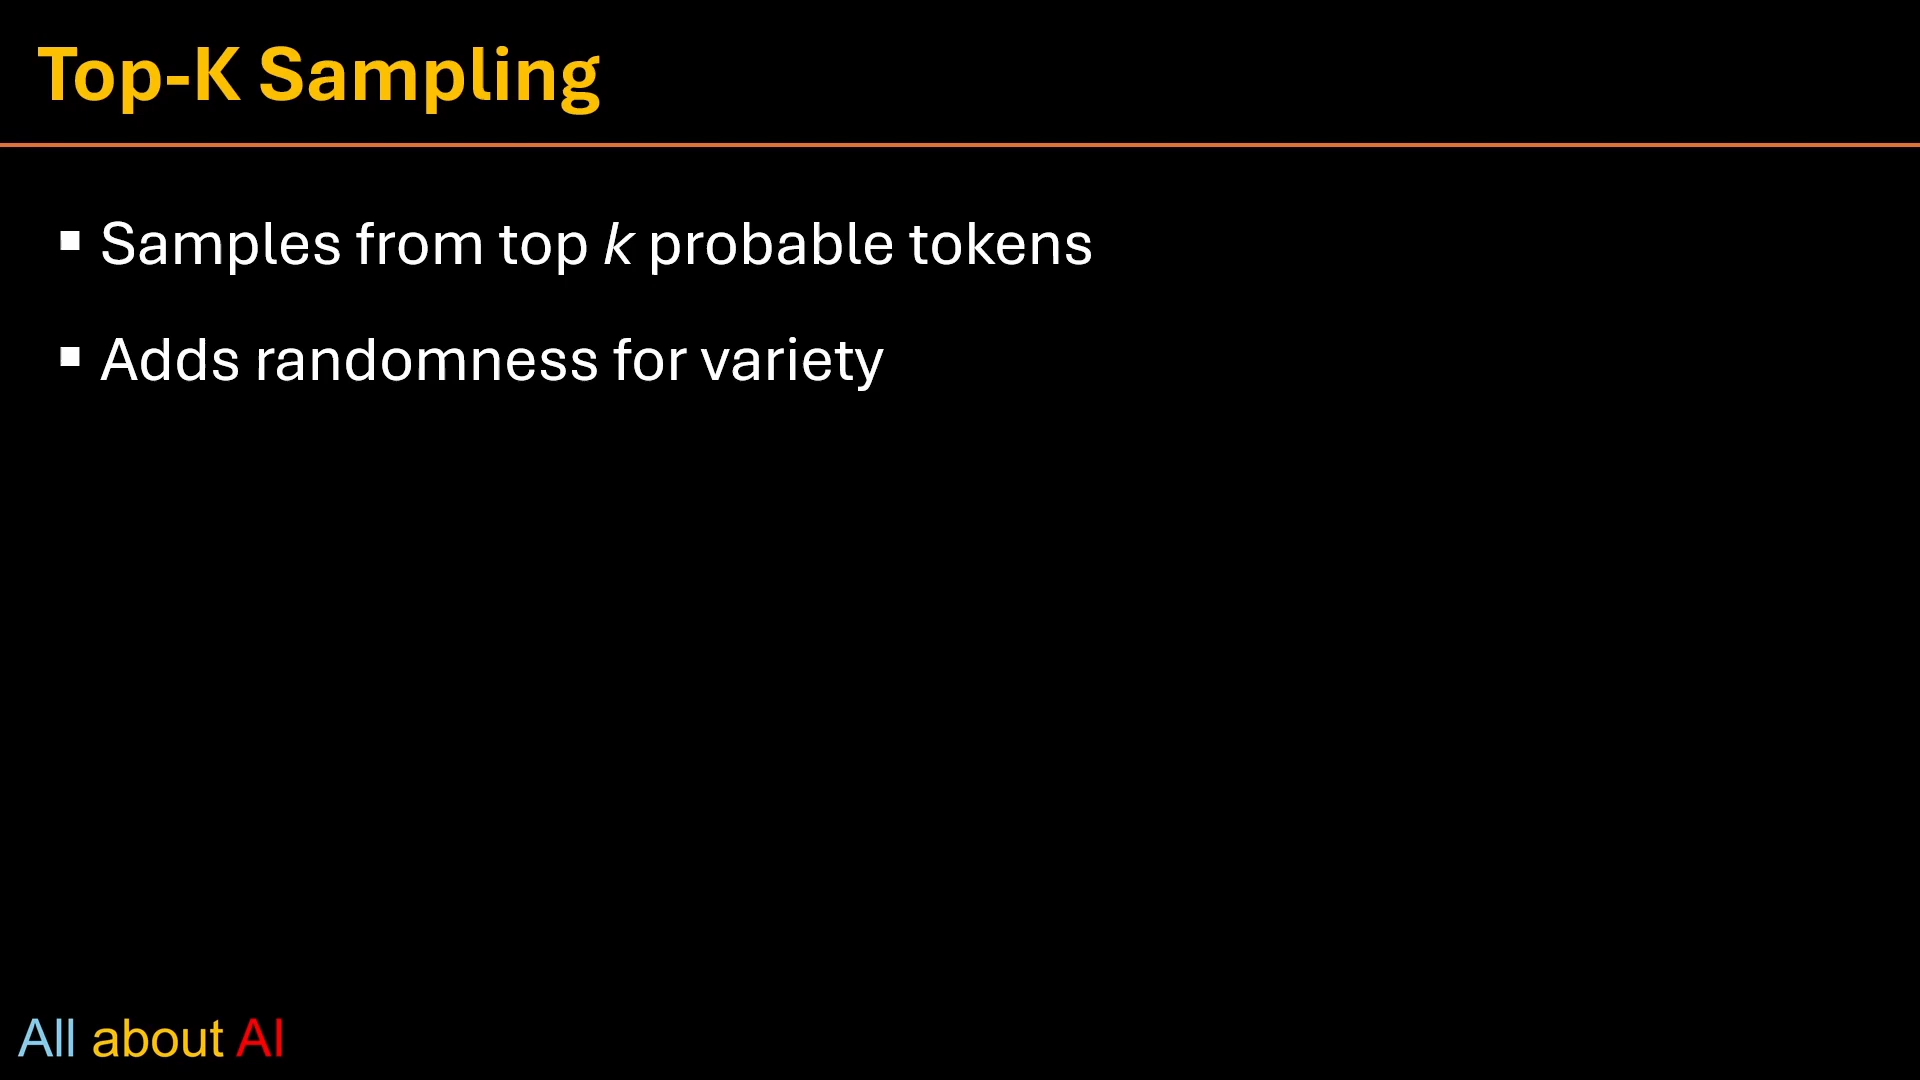 Top-K Sampling
▪ Samples from top k probable tokens
▪ Adds randomness for variety
All about AI